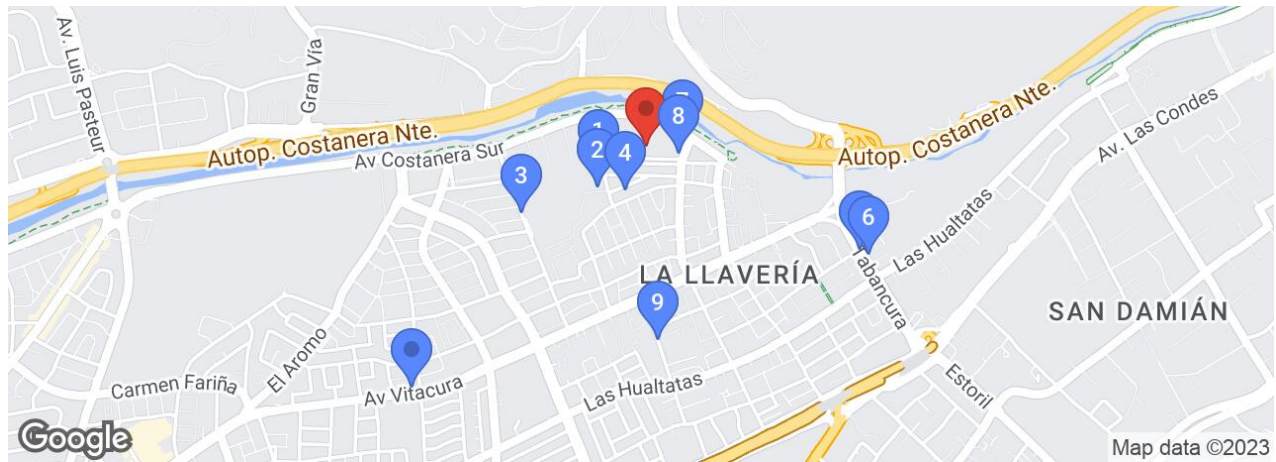 Av. Luis Pasteur
Gran Vía
Autop. Costanera Nte.
Av Costanera Sur
Autop. Costanera Nte.
Av. Las Condes
7
8
1
2
4
3
6
Las Hualtatas
Tabancura
LA LLAVERÍA
9
SAN DAMIÁN
El Aromo
Carmen Fariña
Av Vitacura
Las Hualtatas
Estoril
Google
Map data ©2023